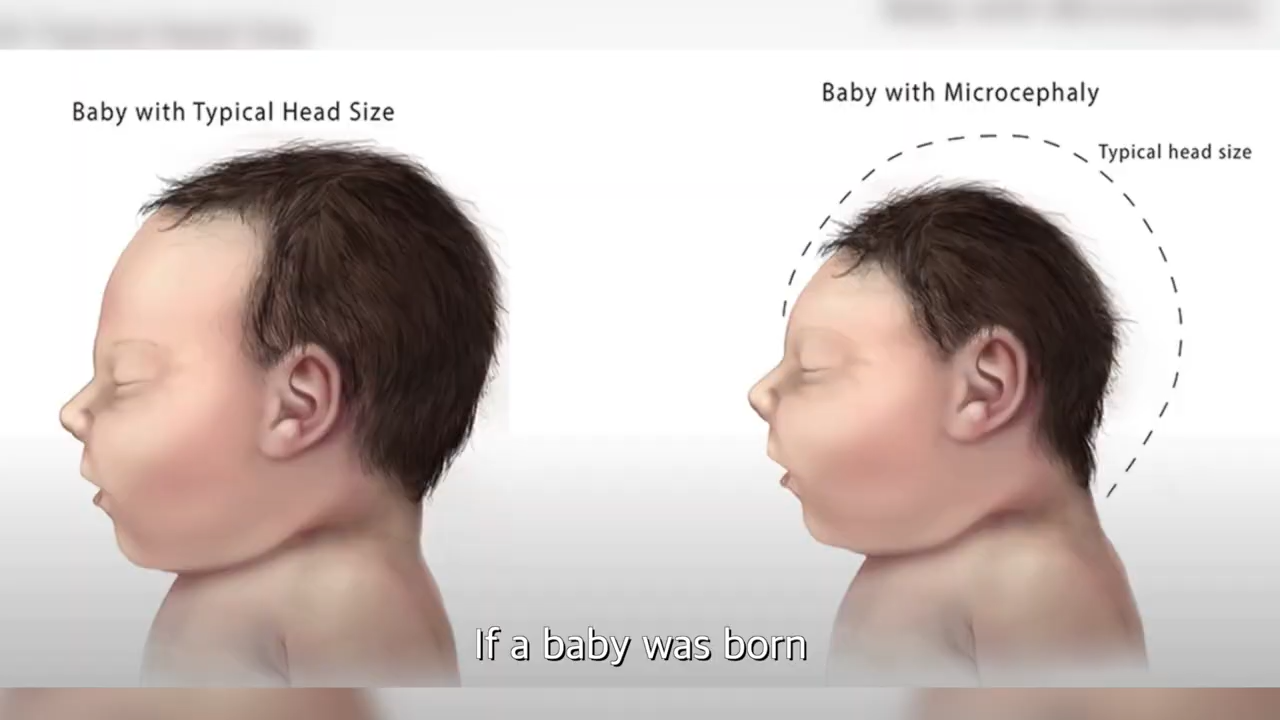 Baby with Typical Head Size
Baby with Microcephaly
Typical head size
If a baby was born